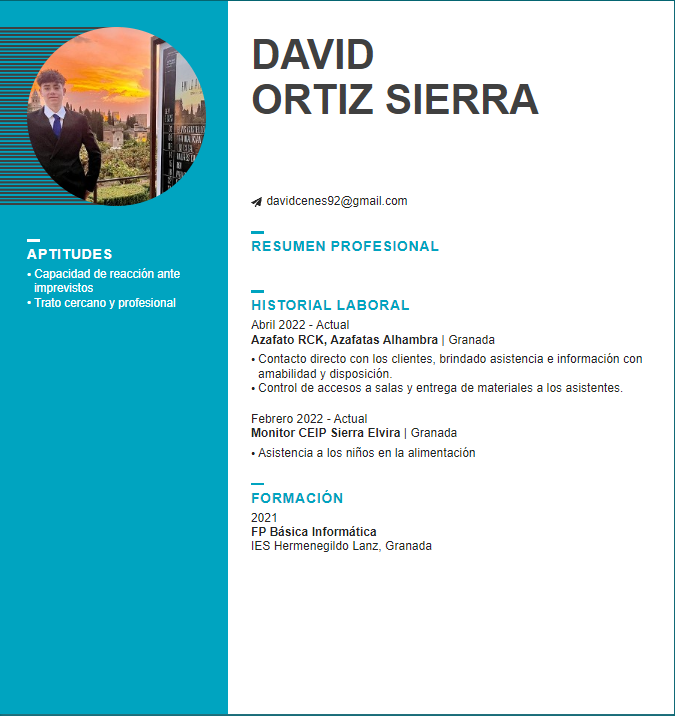 DAVID
ORTIZ SIERRA
davidcenes92@gmail.com
APTITUDES
• Capacidad de reacción ante
imprevistos
• Trato cercano y profesional
RESUMEN PROFESIONAL
HISTORIAL LABORAL
Abril 2022 - Actual
Azafato RCK, Azafatas Alhambra | Granada
• Contacto directo con los clientes, brindado asistencia e información con
amabilidad y disposición.
• Control de accesos a salas y entrega de materiales a los asistentes.
Febrero 2022 - Actual
Monitor CEIP Sierra Elvira | Granada
• Asistencia a los niños en la alimentación
FORMACIÓN
2021
FP Básica Informática
IES Hermenegildo Lanz, Granada